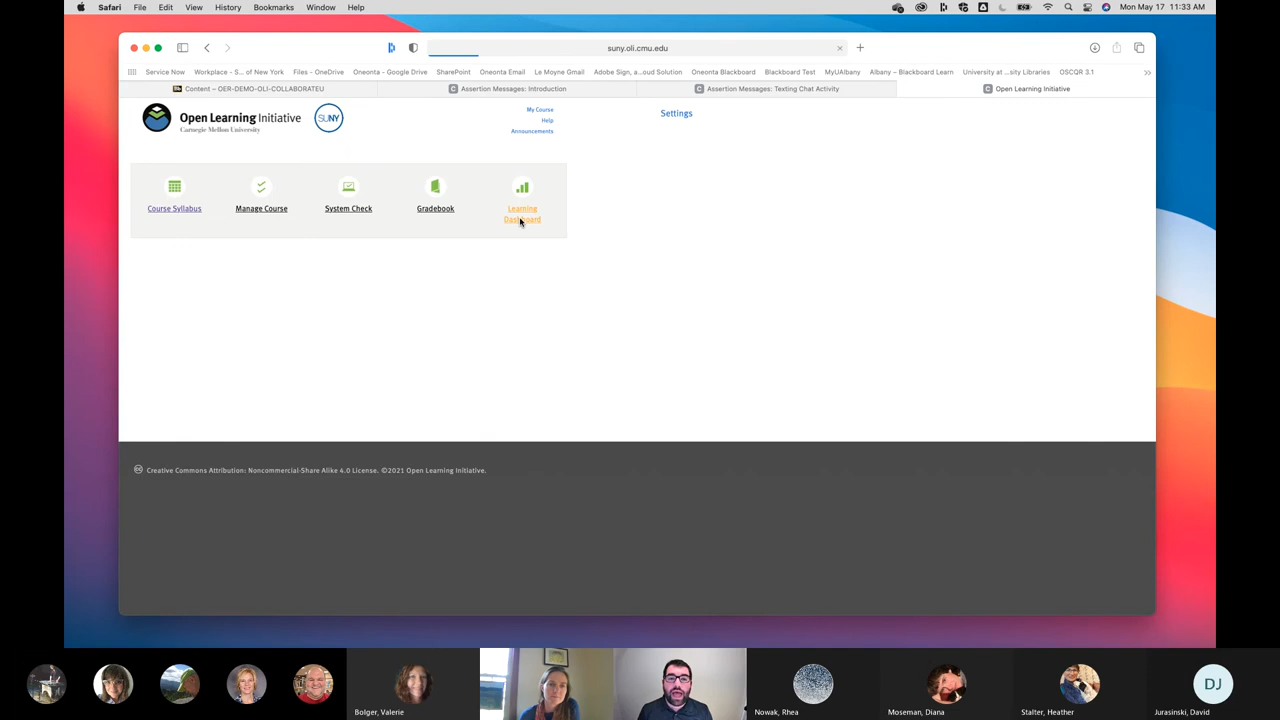 Safari File Edit View History Bookmarks Window Help Mon May 17 11:33 AM
suny.oli.cmu.edu
Service Now Workplace - S... of New York Files - OneDrive Oneonta - Google Drive SharePoint Oneonta Email Le Moyne Gmail Adobe Sign, a...oud Solution Oneonta Blackboard Blackboard Test MyUAlbany Albany – Blackboard Learn University at ...sity Libraries OSCQR 3.1
Content – OER-DEMO-OLI-COLLABORATEU Assertion Messages: Introduction Assertion Messages: Texting Chat Activity Open Learning Initiative
Open Learning Initiative
Carnegie Mellon University
SUNY
My Course
Help
Announcements
Settings
Course Syllabus Manage Course System Check Gradebook Learning
Dashboard
Creative Commons Attribution: Noncommercial-Share Alike 4.0 License. ©2021 Open Learning Initiative.
DJ
Bolger, Valerie Nowak, Rhea Moseman, Diana Stalter, Heather Jurasinski, David